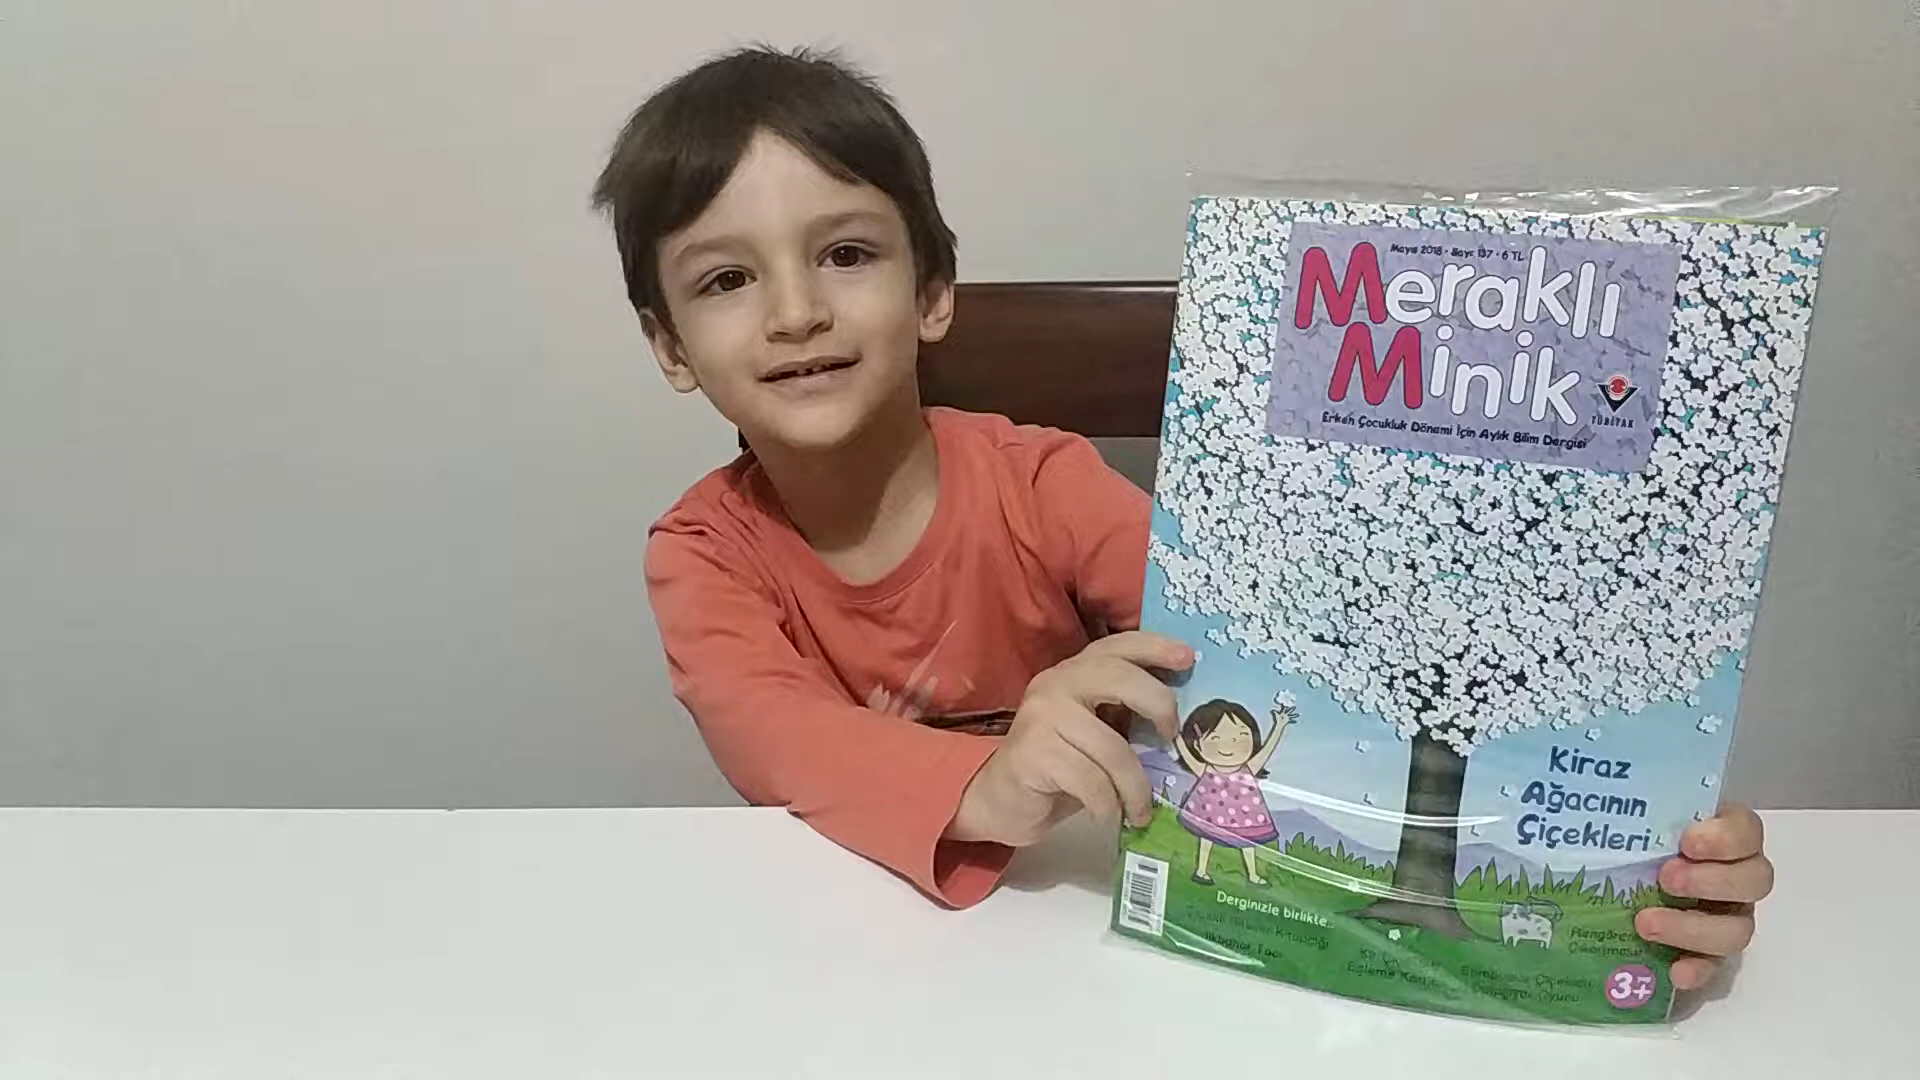 Mayıs 2018 • Sayı: 137 • 6 TL
Meraklı
Minik
TÜBİTAK
Erken Çocukluk Dönemi İçin Aylık Bilim Dergisi
Kiraz
Ağacının
Çiçekleri
Derginizle birlikte...
3+